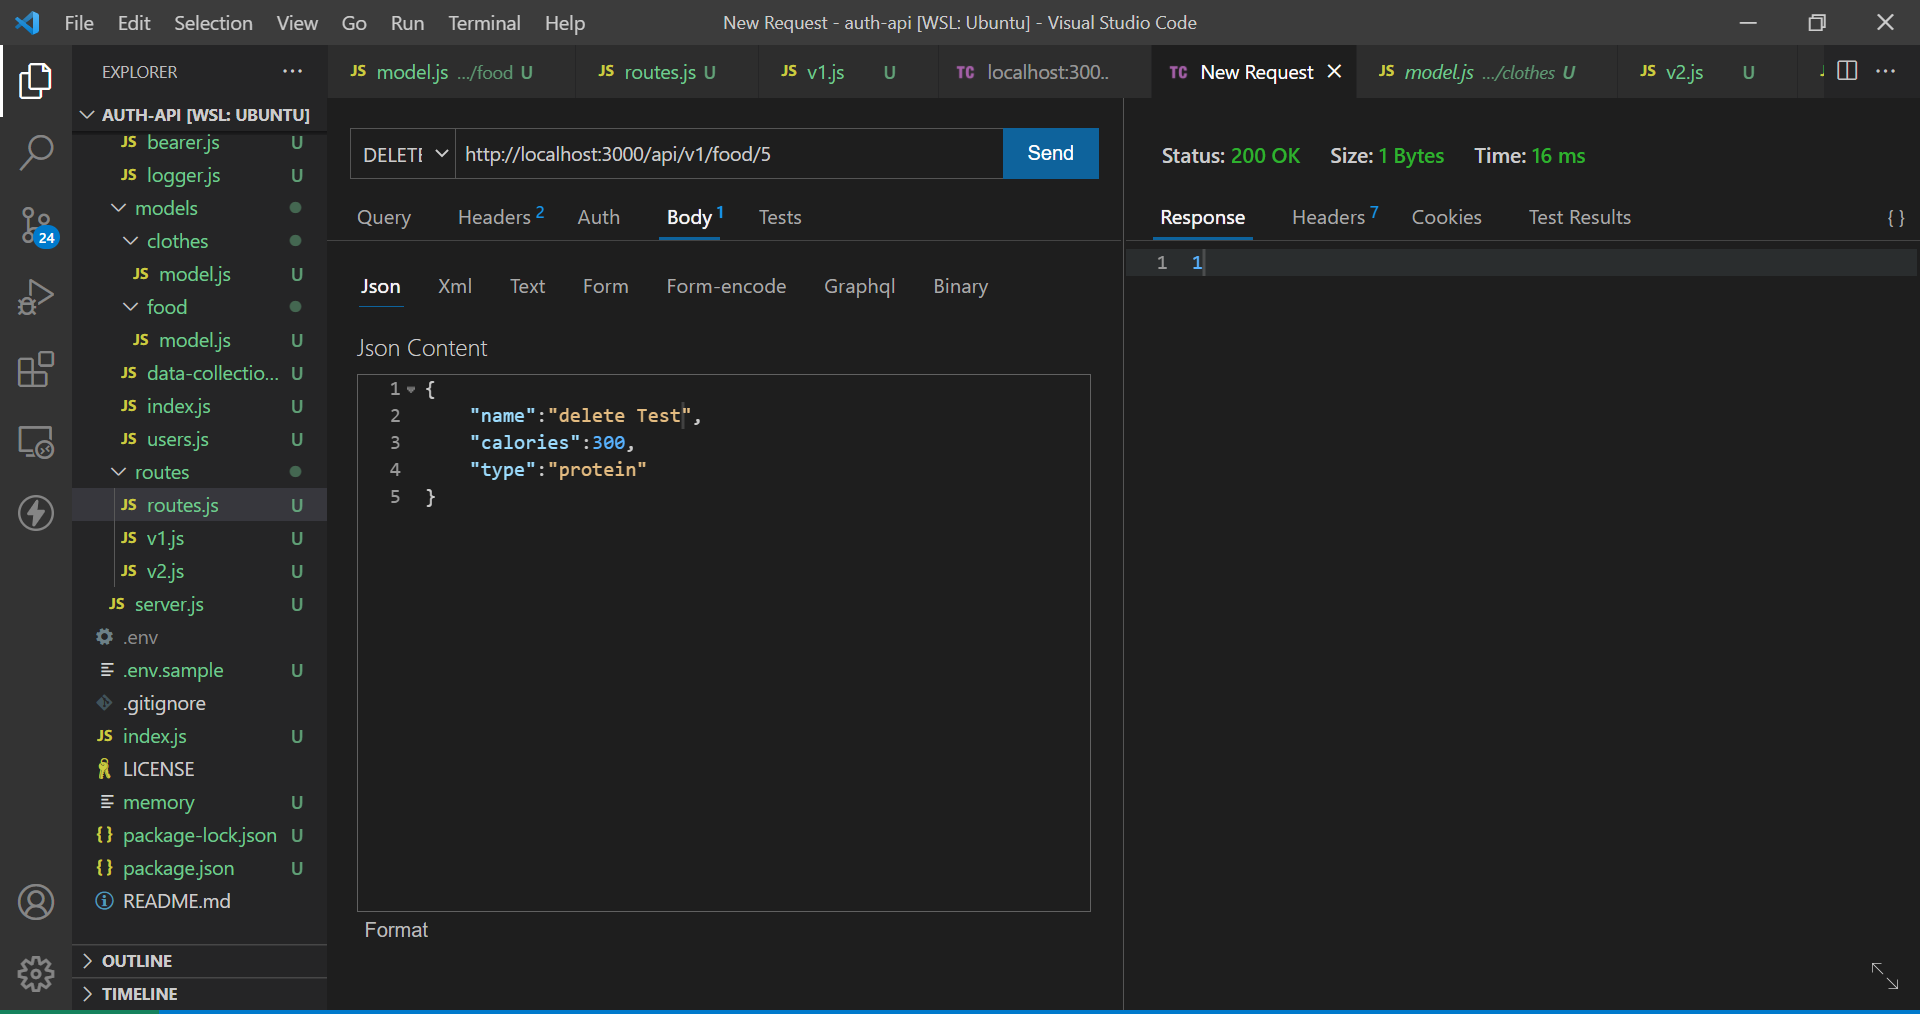 File Edit Selection View Go Run Terminal Help
New Request - auth-api [WSL: Ubuntu] - Visual Studio Code
EXPLORER
AUTH-API [WSL: UBUNTU]
JS bearer.js U
JS logger.js U
models
clothes
JS model.js U
food
JS model.js U
JS data-collectio... U
JS index.js U
JS users.js U
routes
JS routes.js U
JS v1.js U
JS v2.js U
JS server.js U
.env
.env.sample U
.gitignore
JS index.js U
LICENSE
memory U
{} package-lock.json U
{} package.json U
README.md
OUTLINE
TIMELINE
24
JS model.js .../food U
JS routes.js U
JS v1.js U
TC localhost:300..
TC New Request
JS model.js .../clothes U
JS v2.js U
DELETE http://localhost:3000/api/v1/food/5 Send
Query Headers 2 Auth Body 1 Tests
Json Xml Text Form Form-encode Graphql Binary
Json Content
1 {
2 "name":"delete Test",
3 "calories":300,
4 "type":"protein"
5 }
Format
Status: 200 OK Size: 1 Bytes Time: 16 ms
Response Headers 7 Cookies Test Results {}
1 1